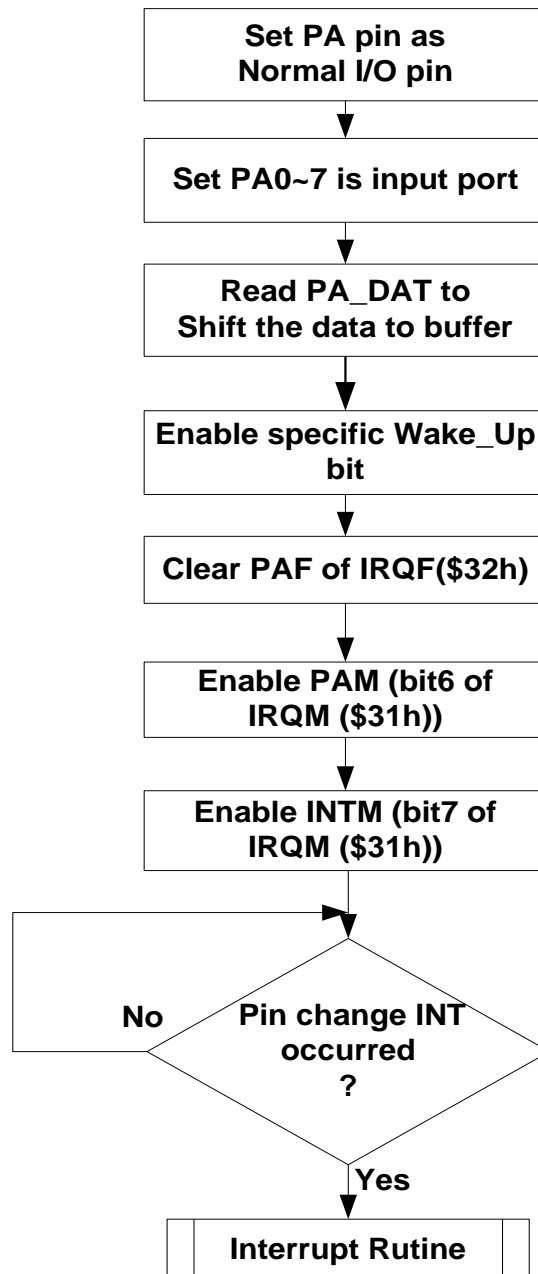 Set PA pin as
Normal I/O pin
Set PA0~7 is input port
Read PA_DAT to
Shift the data to buffer
Enable specific Wake_Up
bit
Clear PAF of IRQF($32h)
Enable PAM (bit6 of
IRQM ($31h))
Enable INTM (bit7 of
IRQM ($31h))
No
Pin change INT
occurred
?
Yes
Interrupt Rutine